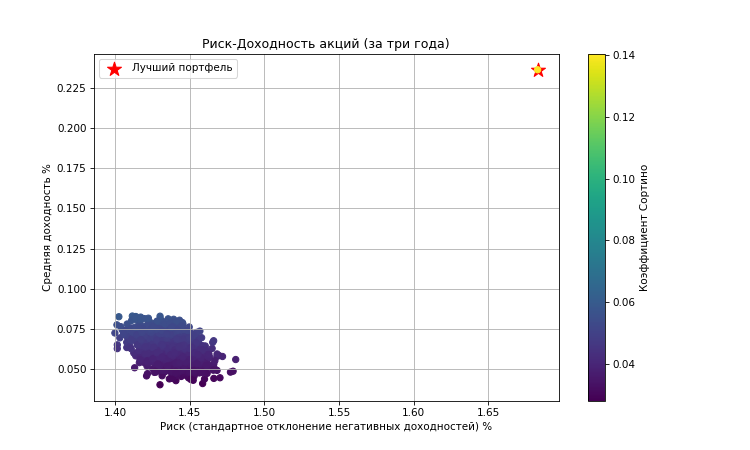 Риск-Доходность акций (за три года)
Лучший портфель
Средняя доходность %
0.225
0.200
0.175
0.150
0.125
0.100
0.075
0.050
1.40 1.45 1.50 1.55 1.60 1.65
Риск (стандартное отклонение негативных доходностей) %
0.14
0.12
0.10
0.08
0.06
0.04
Коэффициент Сортино